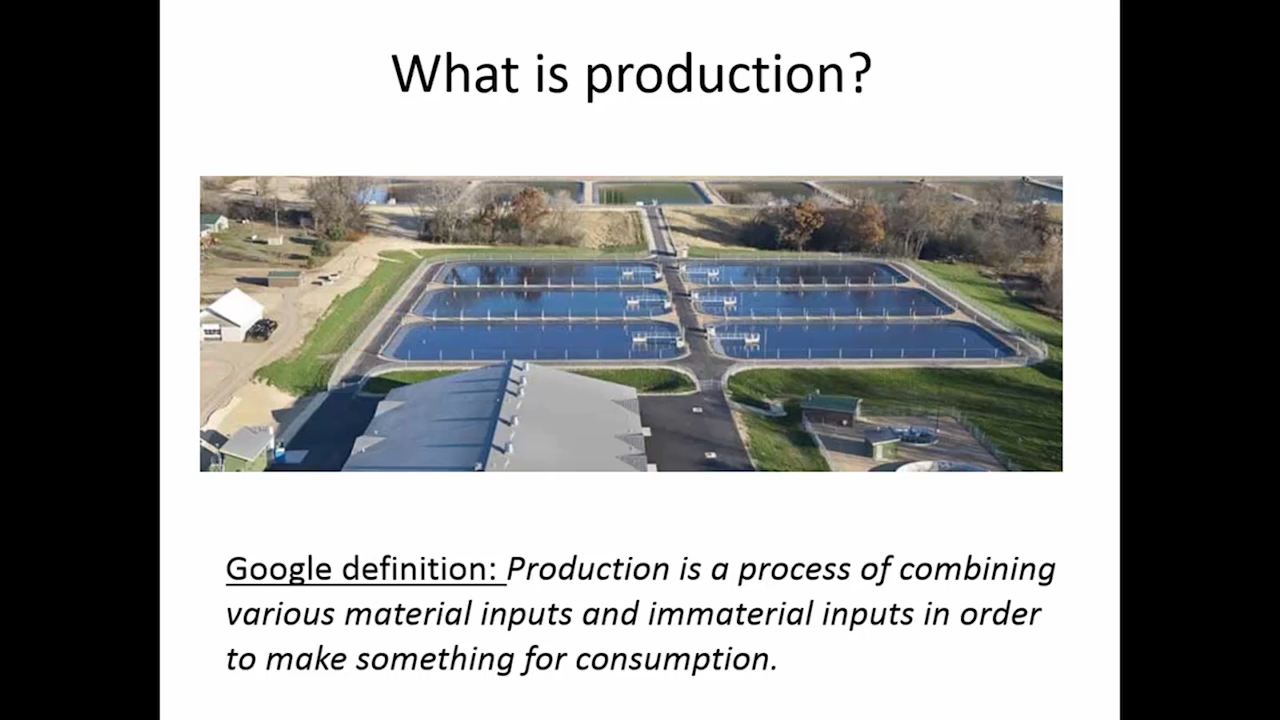 What is production?
Google definition: Production is a process of combining
various material inputs and immaterial inputs in order
to make something for consumption.